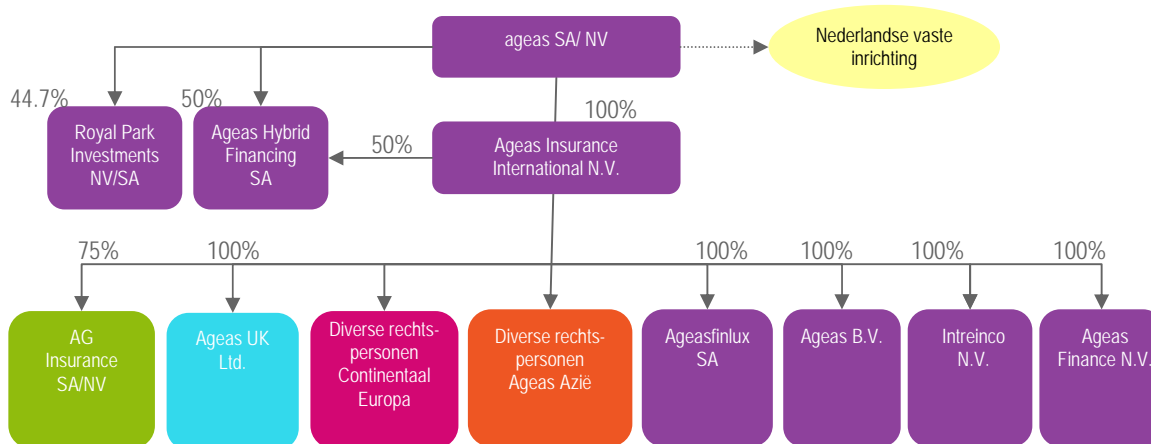 ageas SA/ NV
Nederlandse vaste
inrichting
44.7%
50%
100%
Royal Park
Investments
NV/SA
Ageas Hybrid
Financing
SA
50%
Ageas Insurance
International N.V.
75%
100%
100%
100%
100%
100%
AG
Insurance
SA/NV
Ageas UK
Ltd.
Diverse rechts-
personen
Continentaal
Europa
Diverse rechts-
personen
Ageas Azië
Ageasfinlux
SA
Ageas B.V.
Intreinco
N.V.
Ageas
Finance N.V.